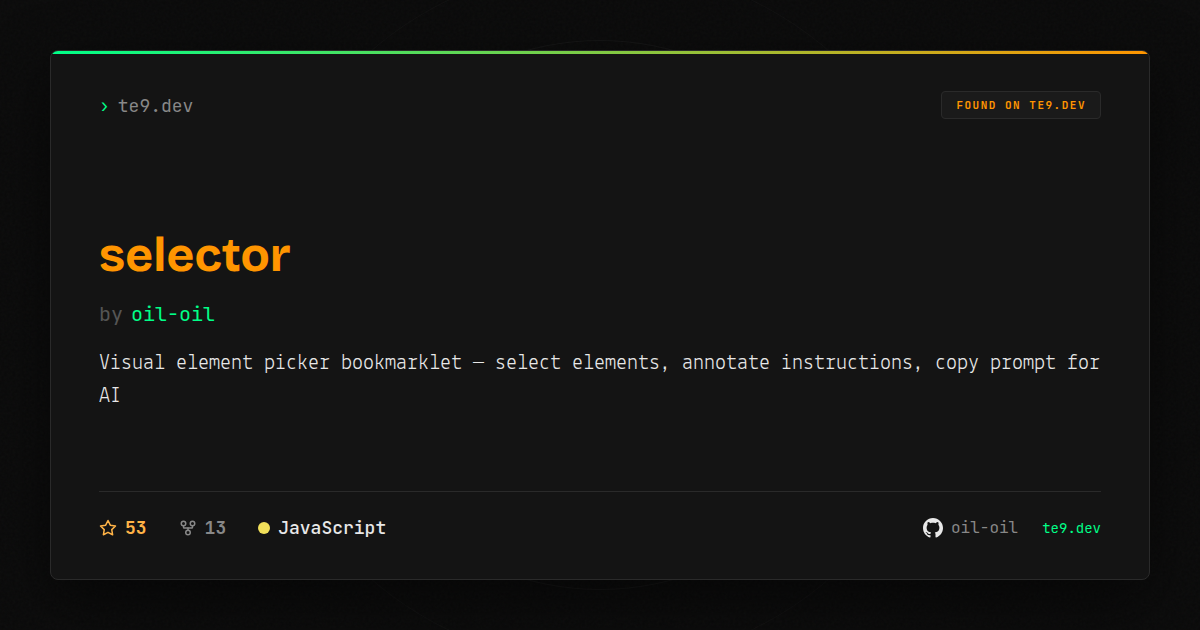 › te9.dev
FOUND ON TE9.DEV
selector
by oil-oil
Visual element picker bookmarklet — select elements, annotate instructions, copy prompt for
AI
53 13 JavaScript
oil-oil te9.dev